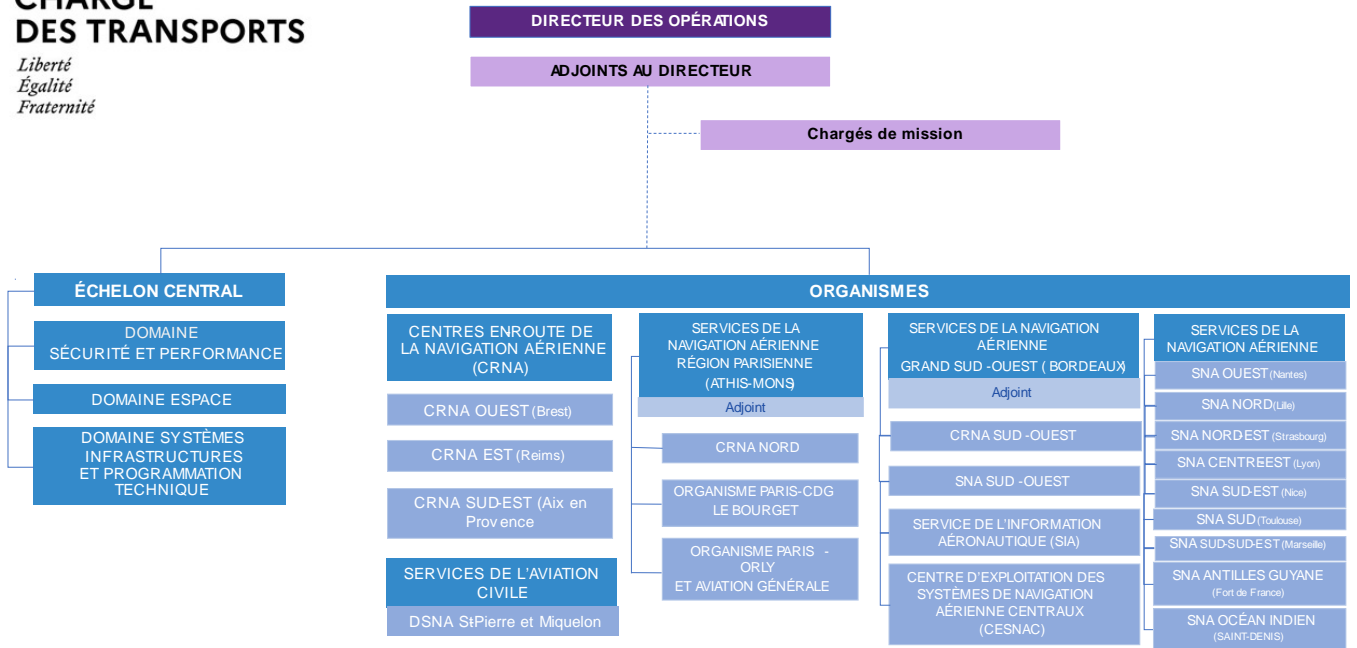 CHARGÉ
DES TRANSPORTS
Liberté
Égalité
Fraternité
DIRECTEUR DES OPÉRATIONS
ADJOINTS AU DIRECTEUR
Chargés de mission
ÉCHELON CENTRAL
DOMAINE
SÉCURITÉ ET PERFORMANCE
DOMAINE ESPACE
DOMAINE SYSTÈMES
INFRASTRUCTURES
ET PROGRAMMATION
TECHNIQUE
ORGANISMES
CENTRES ENROUTE DE
LA NAVIGATION AÉRIENNE
(CRNA)
CRNA OUEST (Brest)
CRNA EST (Reims)
CRNA SUD-EST (Aix en
Provence
SERVICES DE L'AVIATION
CIVILE
DSNA St-Pierre et Miquelon
SERVICES DE LA
NAVIGATION AÉRIENNE
RÉGION PARISIENNE
(ATHIS-MONS)
Adjoint
CRNA NORD
ORGANISME PARIS-CDG
LE BOURGET
ORGANISME PARIS -
ORLY
ET AVIATION GÉNÉRALE
SERVICES DE LA NAVIGATION
AÉRIENNE
GRAND SUD -OUEST ( BORDEAUX)
Adjoint
CRNA SUD -OUEST
SNA SUD -OUEST
SERVICE DE L'INFORMATION
AÉRONAUTIQUE (SIA)
CENTRE D'EXPLOITATION DES
SYSTÈMES DE NAVIGATION
AÉRIENNE CENTRAUX
(CESNAC)
SERVICES DE LA
NAVIGATION AÉRIENNE
SNA OUEST (Nantes)
SNA NORD (Lille)
SNA NORD-EST (Strasbourg)
SNA CENTRE-EST (Lyon)
SNA SUD-EST (Nice)
SNA SUD (Toulouse)
SNA SUD-SUD-EST (Marseille)
SNA ANTILLES GUYANE
(Fort de France)
SNA OCÉAN INDIEN
(SAINT-DENIS)